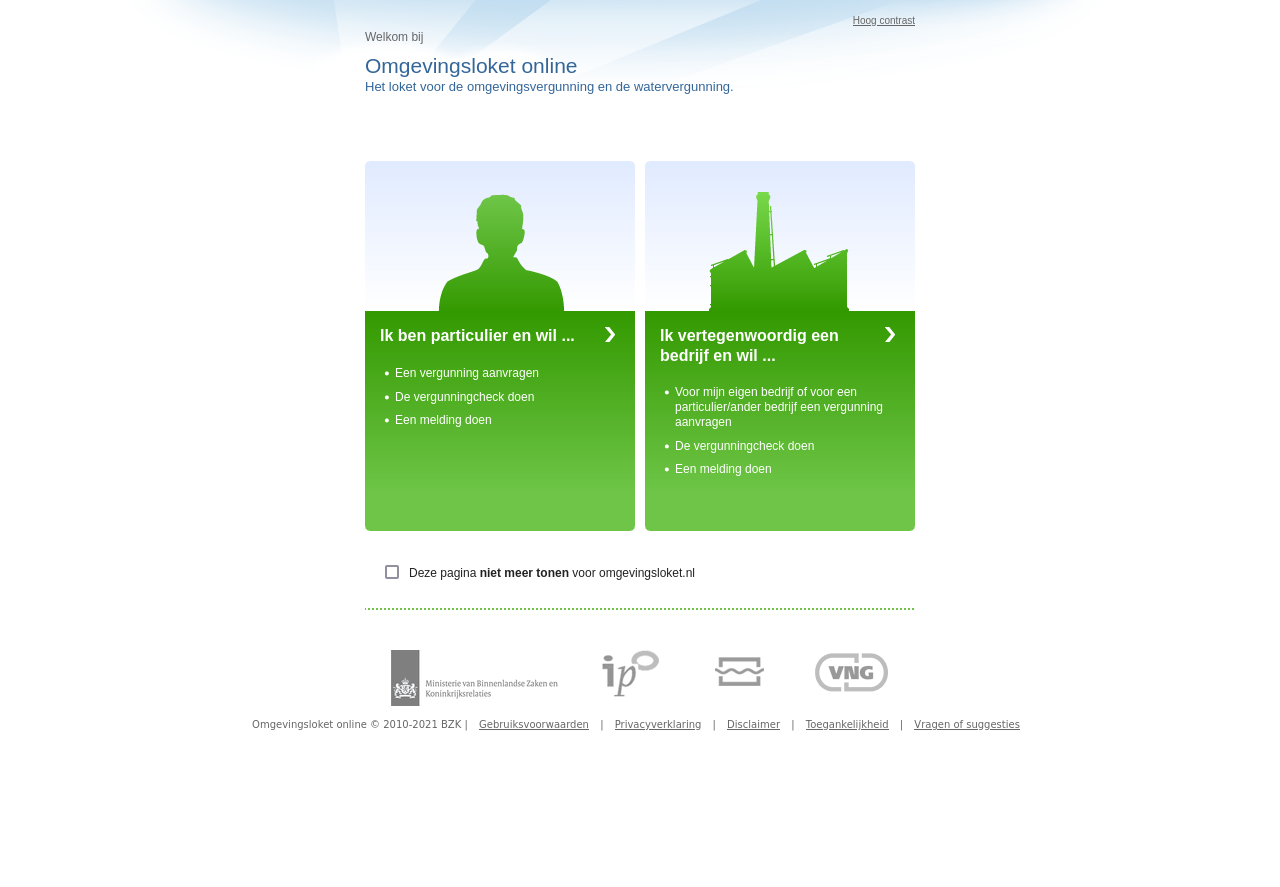 Hoog contrast
Welkom bij
Omgevingsloket online
Het loket voor de omgevingsvergunning en de watervergunning.
Ik ben particulier en wil ...
Een vergunning aanvragen
De vergunningcheck doen
Een melding doen
Ik vertegenwoordig een
bedrijf en wil ...
Voor mijn eigen bedrijf of voor een
particulier/ander bedrijf een vergunning
aanvragen
De vergunningcheck doen
Een melding doen
Deze pagina niet meer tonen voor omgevingsloket.nl
Ministerie van Binnenlandse Zaken en
Koninkrijksrelaties
ipo
VNG
Omgevingsloket online © 2010-2021 BZK | Gebruiksvoorwaarden | Privacyverklaring | Disclaimer | Toegankelijkheid | Vragen of suggesties